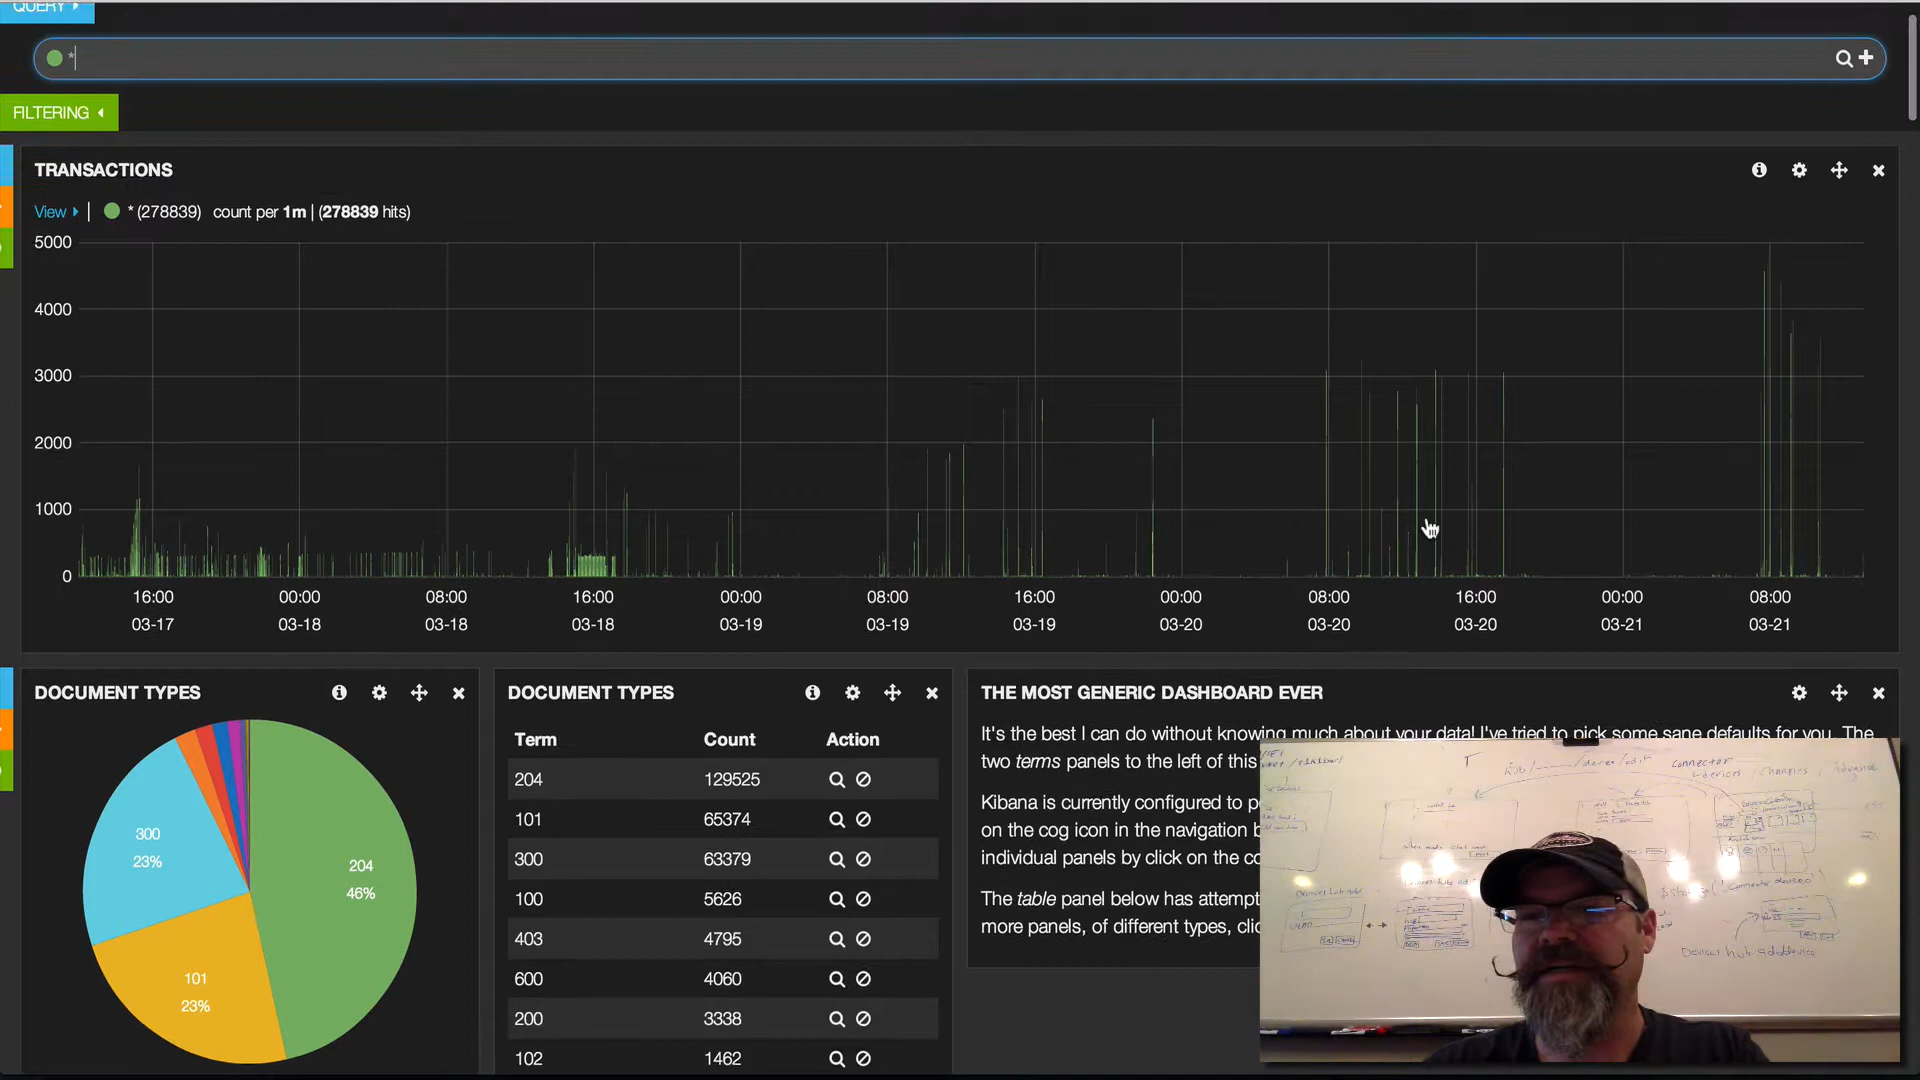 QUERY
*
FILTERING
TRANSACTIONS
View | * (278839) count per 1m | (278839 hits)
5000
4000
3000
2000
1000
0
16:00 00:00 08:00 16:00 00:00 08:00 16:00 00:00 08:00 16:00 00:00 08:00
03-17 03-18 03-18 03-18 03-19 03-19 03-19 03-20 03-20 03-20 03-21 03-21
DOCUMENT TYPES
300
23%
204
46%
101
23%
DOCUMENT TYPES
Term Count Action
204 129525
101 65374
300 63379
100 5626
403 4795
600 4060
200 3338
102 1462
THE MOST GENERIC DASHBOARD EVER
It's the best I can do without knowing much about your data! I've tried to pick some sane defaults for you. The
two terms panels to the left of this
Kibana is currently configured to
on the cog icon in the navigation
individual panels by click on the
The table panel below has attempt
more panels, of different types,
Connector